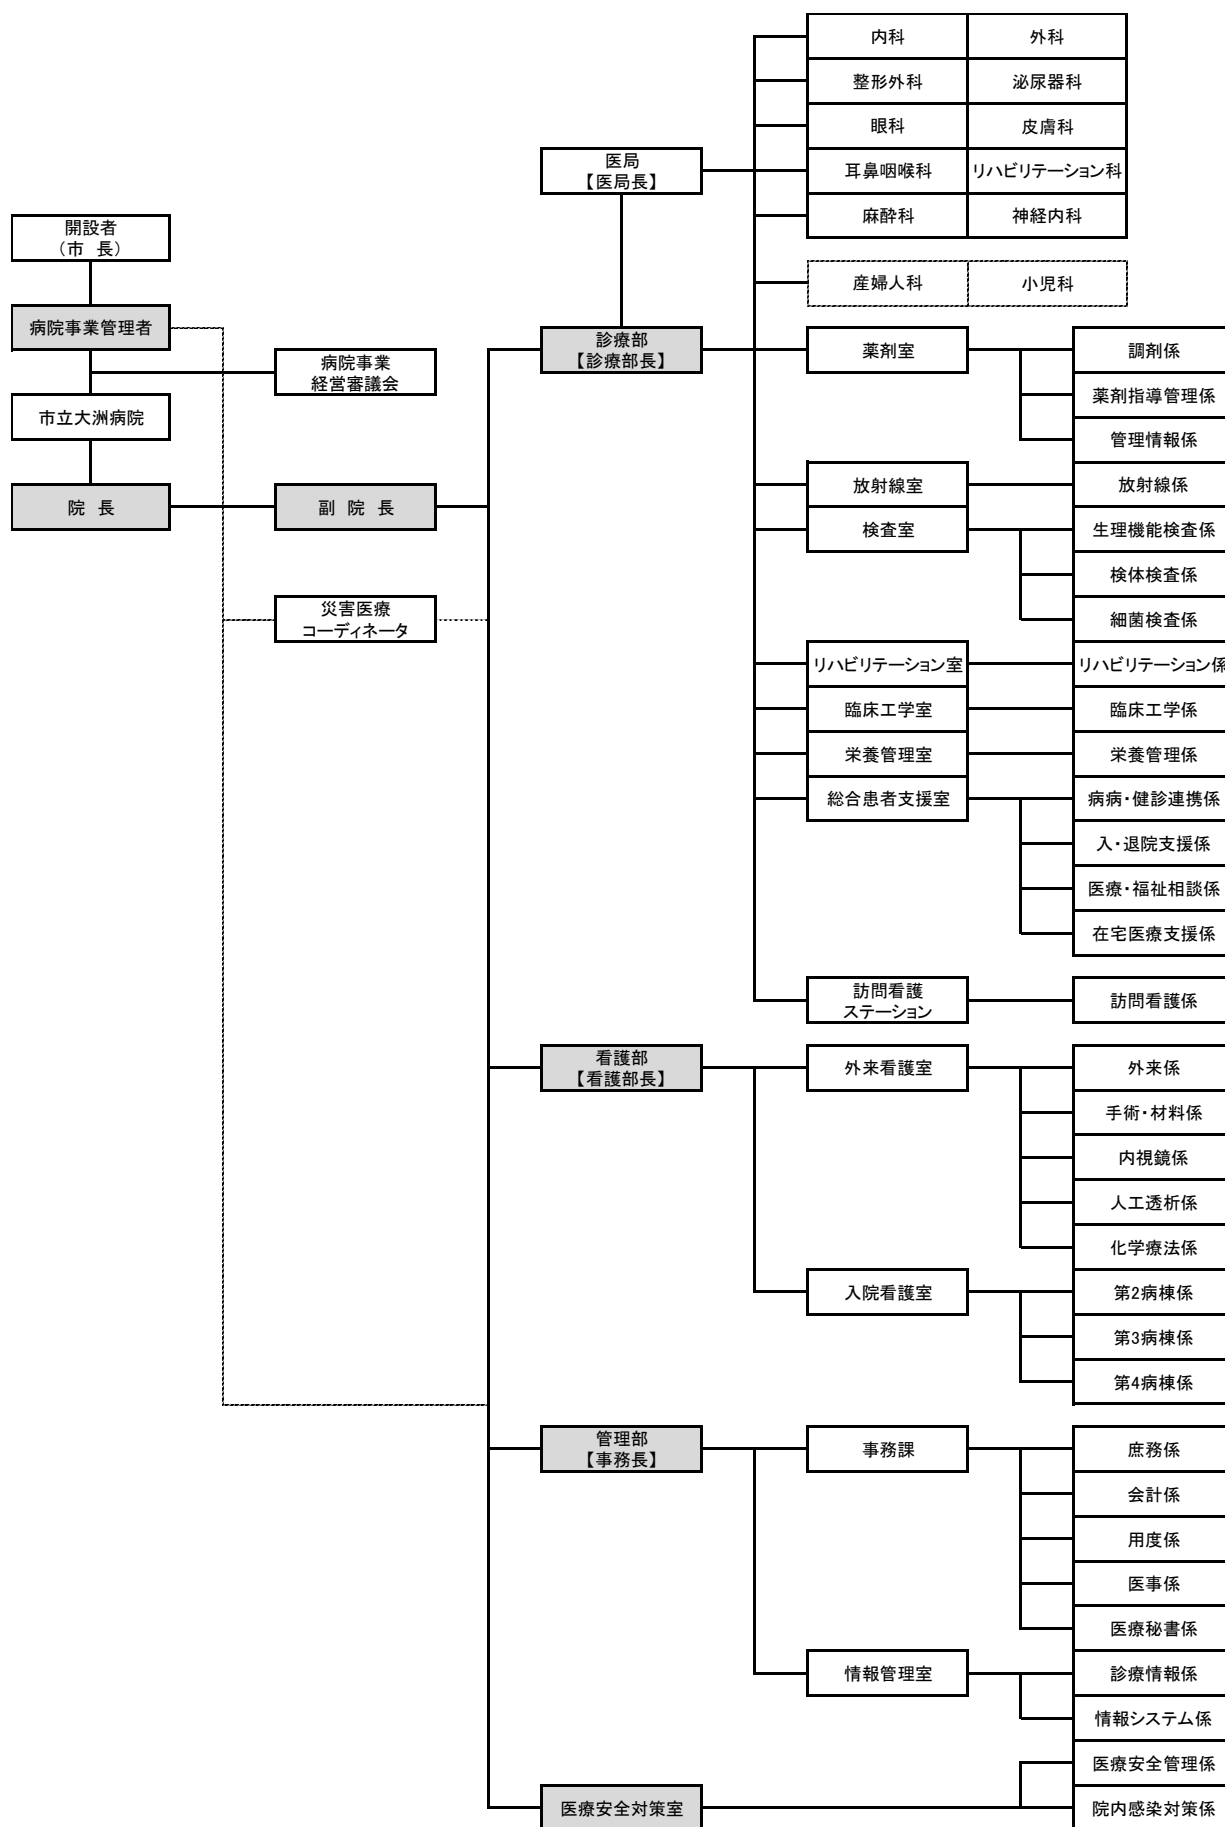 内科 外科
整形外科 泌尿器科
眼科 皮膚科
医局
【医局長】
耳鼻咽喉科 リハビリテーション科
麻酔科 神経内科
開設者
（市 長）
産婦人科 小児科
病院事業管理者
診療部
【診療部長】
薬剤室 調剤係
病院事業
経営審議会
薬剤指導管理係
市立大洲病院
管理情報係
放射線室 放射線係
院 長 副 院 長
検査室 生理機能検査係
検体検査係
災害医療
コーディネータ
細菌検査係
リハビリテーション室 リハビリテーション係
臨床工学室 臨床工学係
栄養管理室 栄養管理係
総合患者支援室 病病・健診連携係
入・退院支援係
医療・福祉相談係
在宅医療支援係
訪問看護
ステーション
訪問看護係
看護部
【看護部長】
外来看護室 外来係
手術・材料係
内視鏡係
人工透析係
化学療法係
入院看護室 第2病棟係
第3病棟係
第4病棟係
管理部
【事務長】
事務課 庶務係
会計係
用度係
医事係
医療秘書係
情報管理室 診療情報係
情報システム係
医療安全管理係
医療安全対策室 院内感染対策係